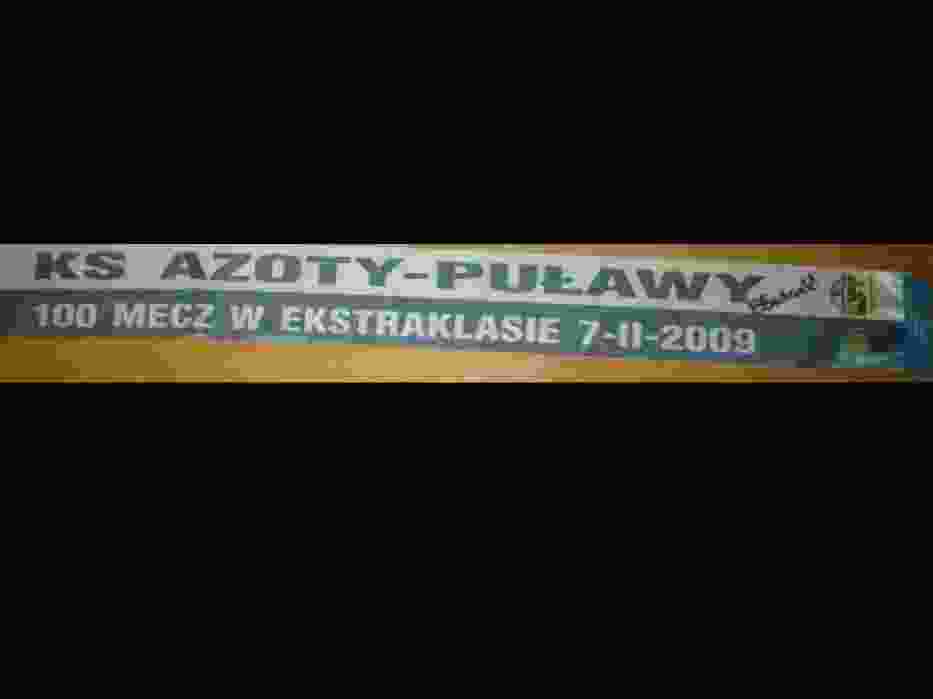 KS AZOTY-PUŁAWY
100 MECZ W EKSTRAKLASIE 7-II-2009